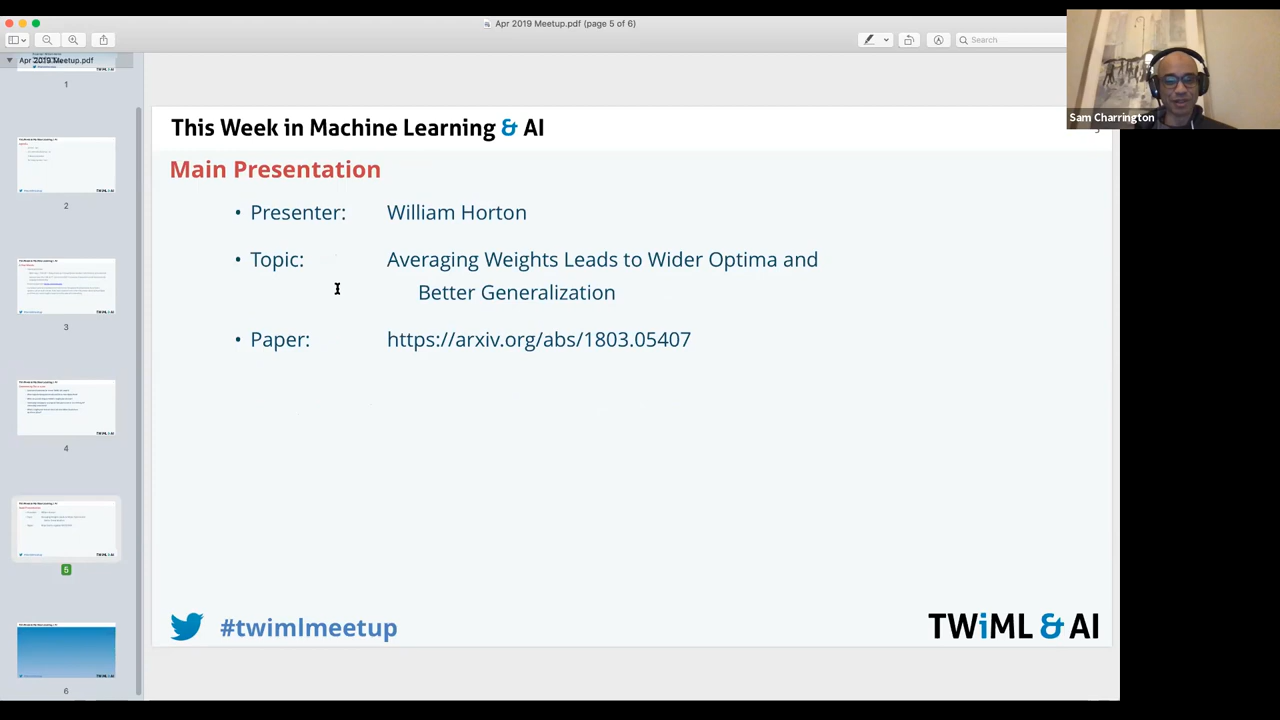 Apr 2019 Meetup.pdf (page 5 of 6)
Search
Apr 2019 Meetup.pdf
1
2
3
4
5
6
This Week in Machine Learning & AI
Main Presentation
• Presenter: William Horton
• Topic: Averaging Weights Leads to Wider Optima and
Better Generalization
• Paper: https://arxiv.org/abs/1803.05407
#twimlmeetup
TWiML & AI
Sam Charrington